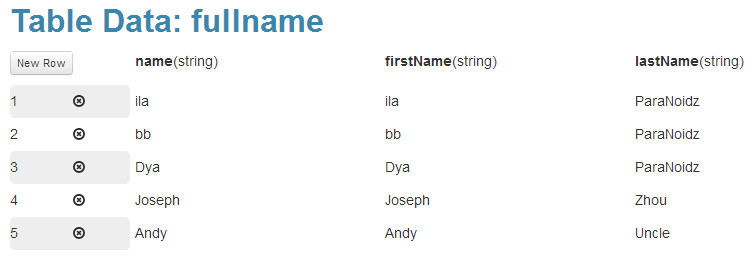 Table Data: fullname
New Row name(string) firstName(string) lastName(string)
1 ila ila ParaNoidz
2 bb bb ParaNoidz
3 Dya Dya ParaNoidz
4 Joseph Joseph Zhou
5 Andy Andy Uncle